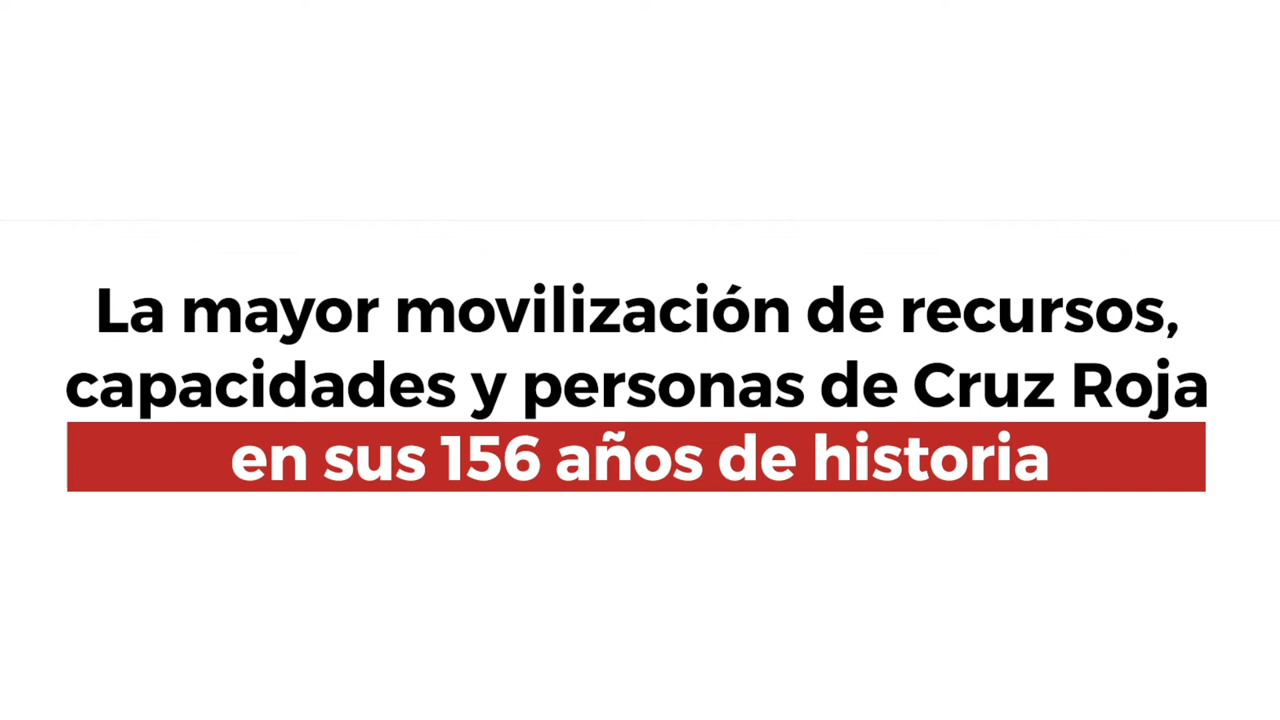 La mayor movilización de recursos,
capacidades y personas de Cruz Roja
en sus 156 años de historia